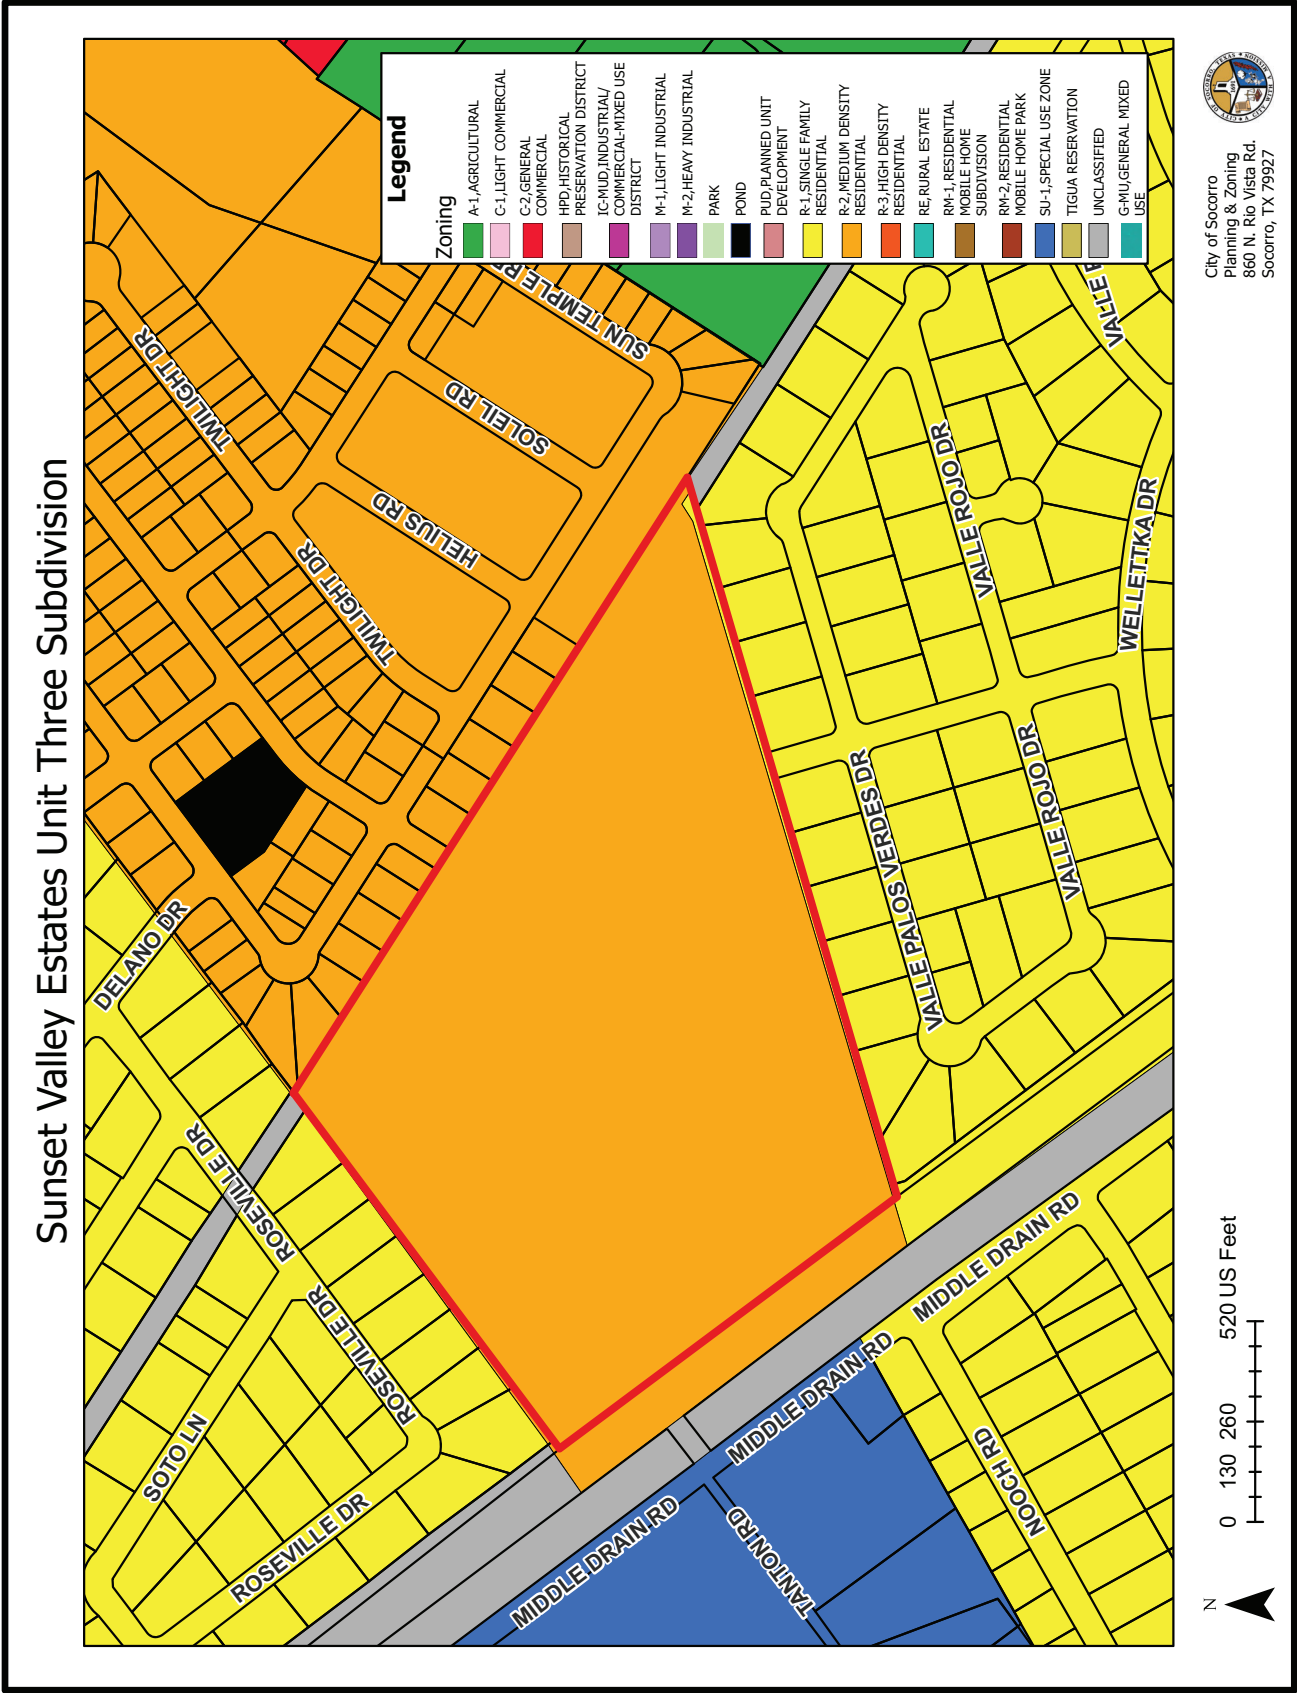 Sunset Valley Estates Unit Three Subdivision
DELANO DR
ROSEVILLE DR
ROSEVILLE DR
ROSEVILLE DR
SOTO LN
TWILIGHT DR
TWILIGHT DR
HELIUS RD
SOLEIL RD
SUN TEMPLE
MIDDLE DRAIN RD
MIDDLE DRAIN RD
MIDDLE DRAIN RD
TANTON RD
NOOCH RD
VALLE PALOS VERDES DR
VALLE ROJO DR
VALLE ROJO DR
WELLETTKA DR
VALLE
Legend
Zoning
A-1,AGRICULTURAL
C-1,LIGHT COMMERCIAL
C-2,GENERAL
COMMERCIAL
HPD,HISTORICAL
PRESERVATION DISTRICT
IC-MUD,INDUSTRIAL/
COMMERCIAL-MIXED USE
DISTRICT
M-1,LIGHT INDUSTRIAL
M-2,HEAVY INDUSTRIAL
PARK
POND
PUD,PLANNED UNIT
DEVELOPMENT
R-1,SINGLE FAMILY
RESIDENTIAL
R-2,MEDIUM DENSITY
RESIDENTIAL
R-3,HIGH DENSITY
RESIDENTIAL
RE,RURAL ESTATE
RM-1,RESIDENTIAL
MOBILE HOME
SUBDIVISION
RM-2,RESIDENTIAL
MOBILE HOME PARK
SU-1,SPECIAL USE ZONE
TIGUA RESERVATION
UNCLASSIFIED
G-MU,GENERAL MIXED
USE
N
0 130 260 520 US Feet
City of Socorro
Planning & Zoning
860 N. Rio Vista Rd.
Socorro, TX 79927